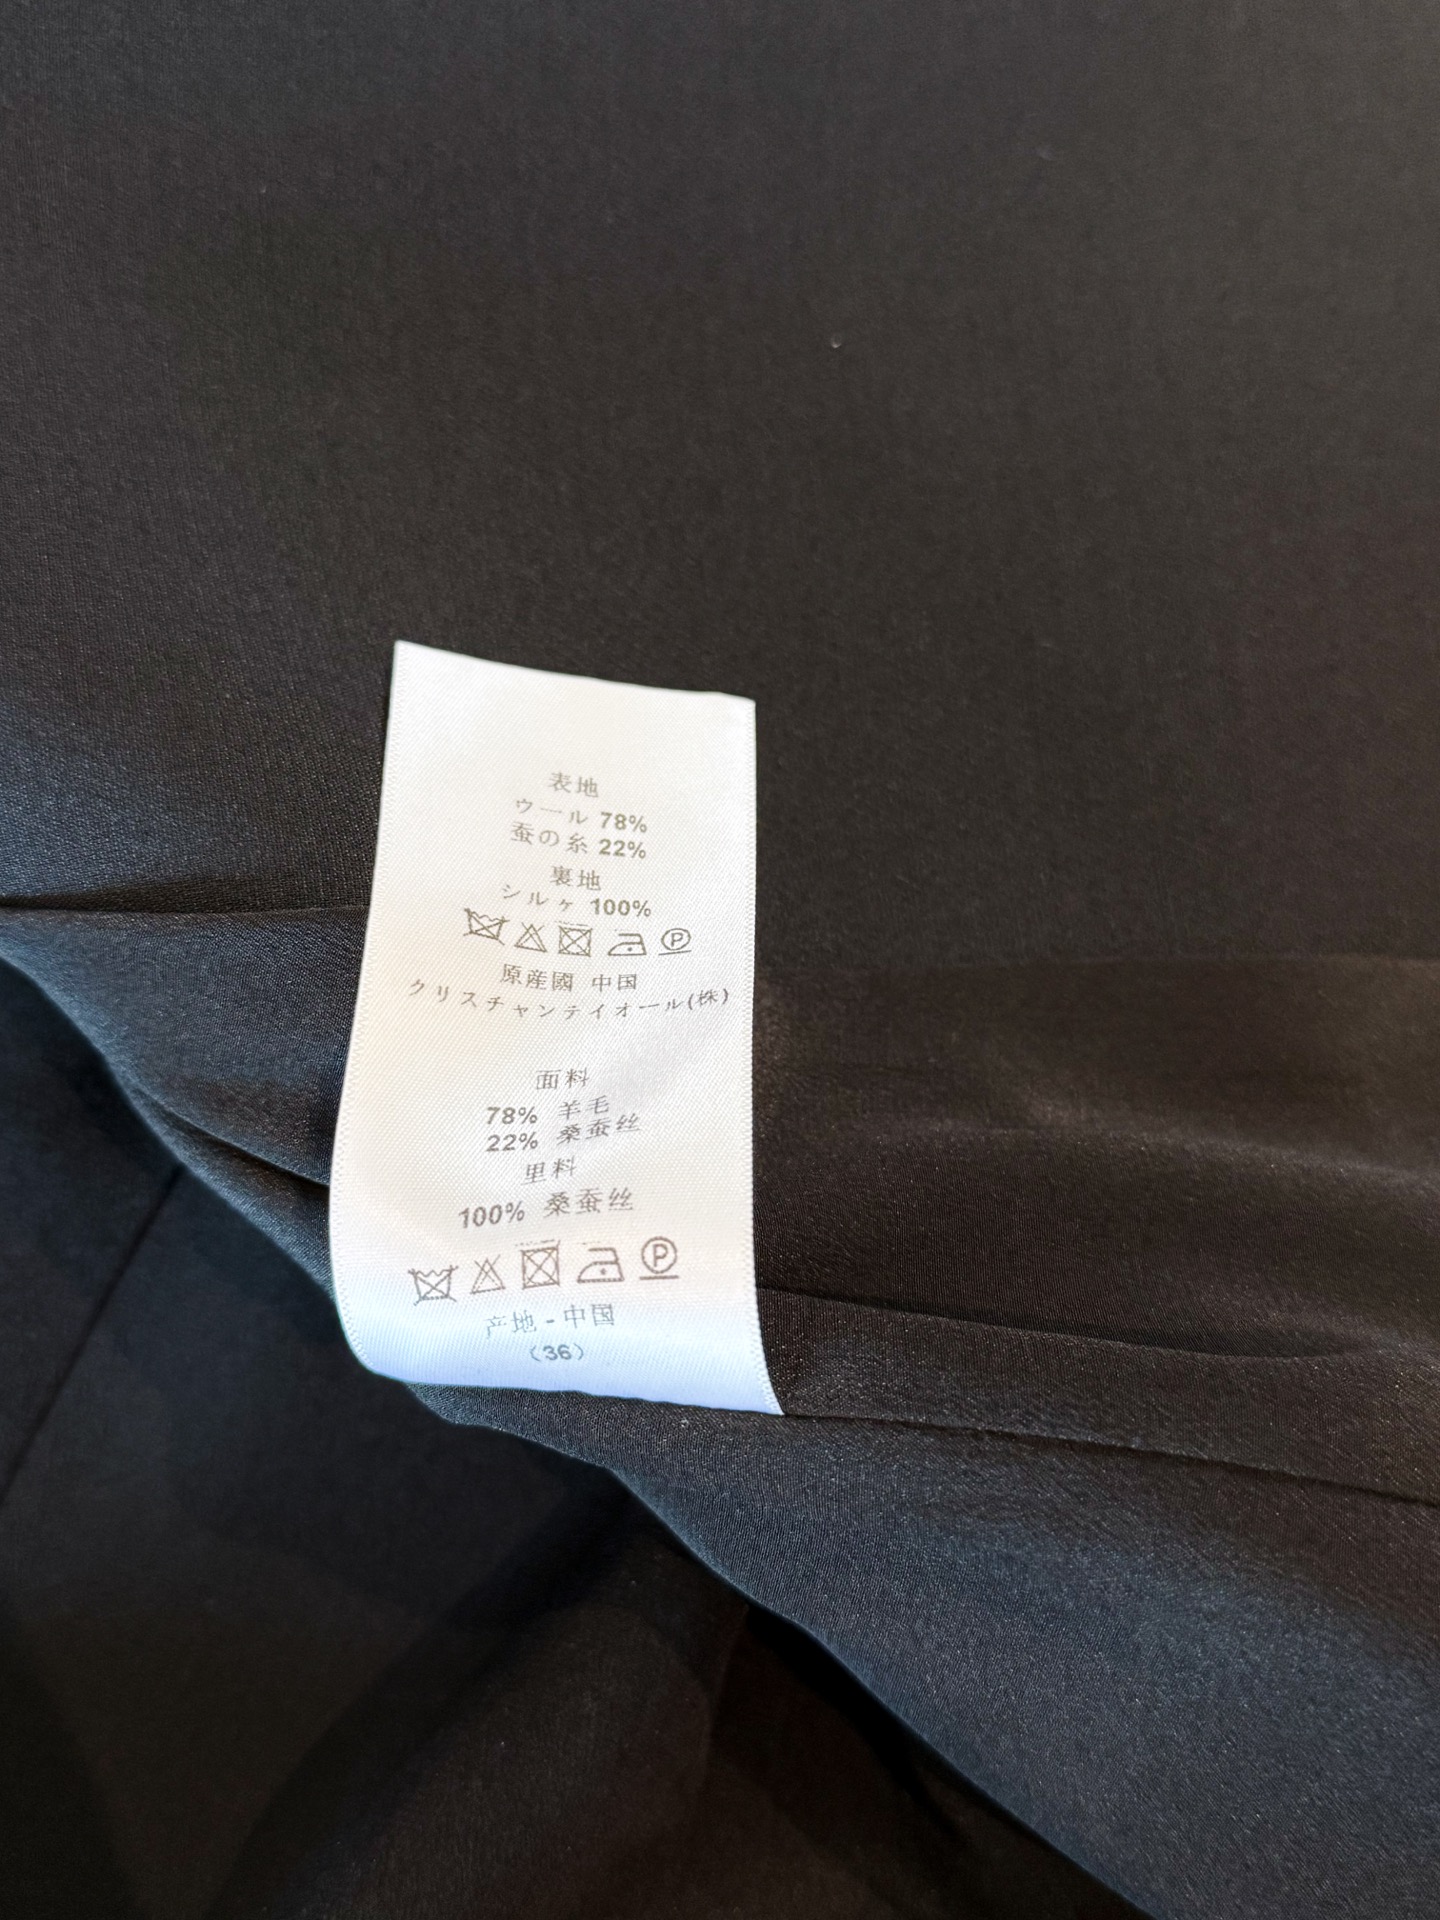 表地
ウール 78%
蚕の糸 22%
裏地
シルヶ 100%
P
原産國 中国
クリスチャンテイオール(株)
面料
78% 羊毛
22% 桑蚕丝
里料
100% 桑蚕丝
P
产地-中国
(36)